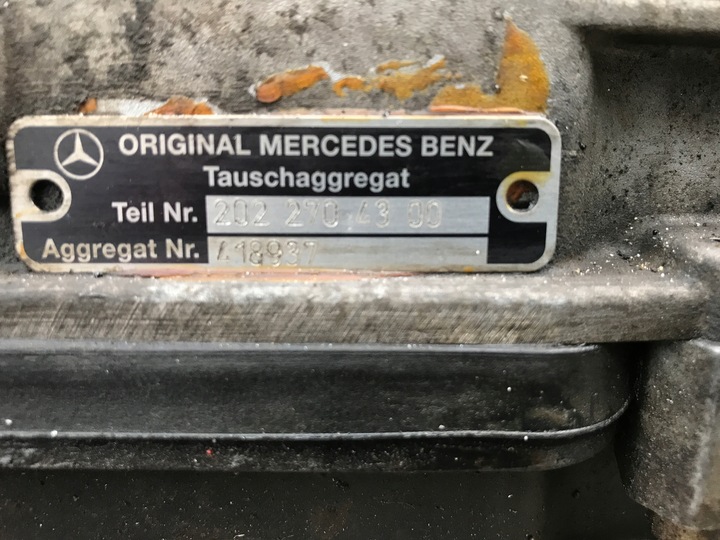 ORIGINAL MERCEDES BENZ
Tauschaggregat
Teil Nr. 202 270 43 00
Aggregat Nr. 418937